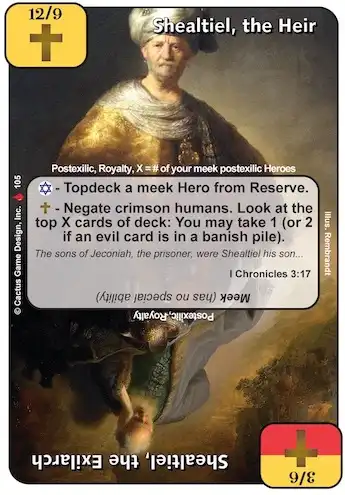 12/9
Shealtiel, the Heir
Postexilic, Royalty, X = # of your meek postexilic Heroes
- Topdeck a meek Hero from Reserve.
- Negate crimson humans. Look at the
top X cards of deck: You may take 1 (or 2
if an evil card is in a banish pile).
The sons of Jeconiah, the prisoner, were Shealtiel his son...
I Chronicles 3:17
© Cactus Game Design, Inc. 105
Illus. Rembrandt
Meek (has no special ability)
Postexilic, Royalty
Shealtiel, the Exilarch
3/6